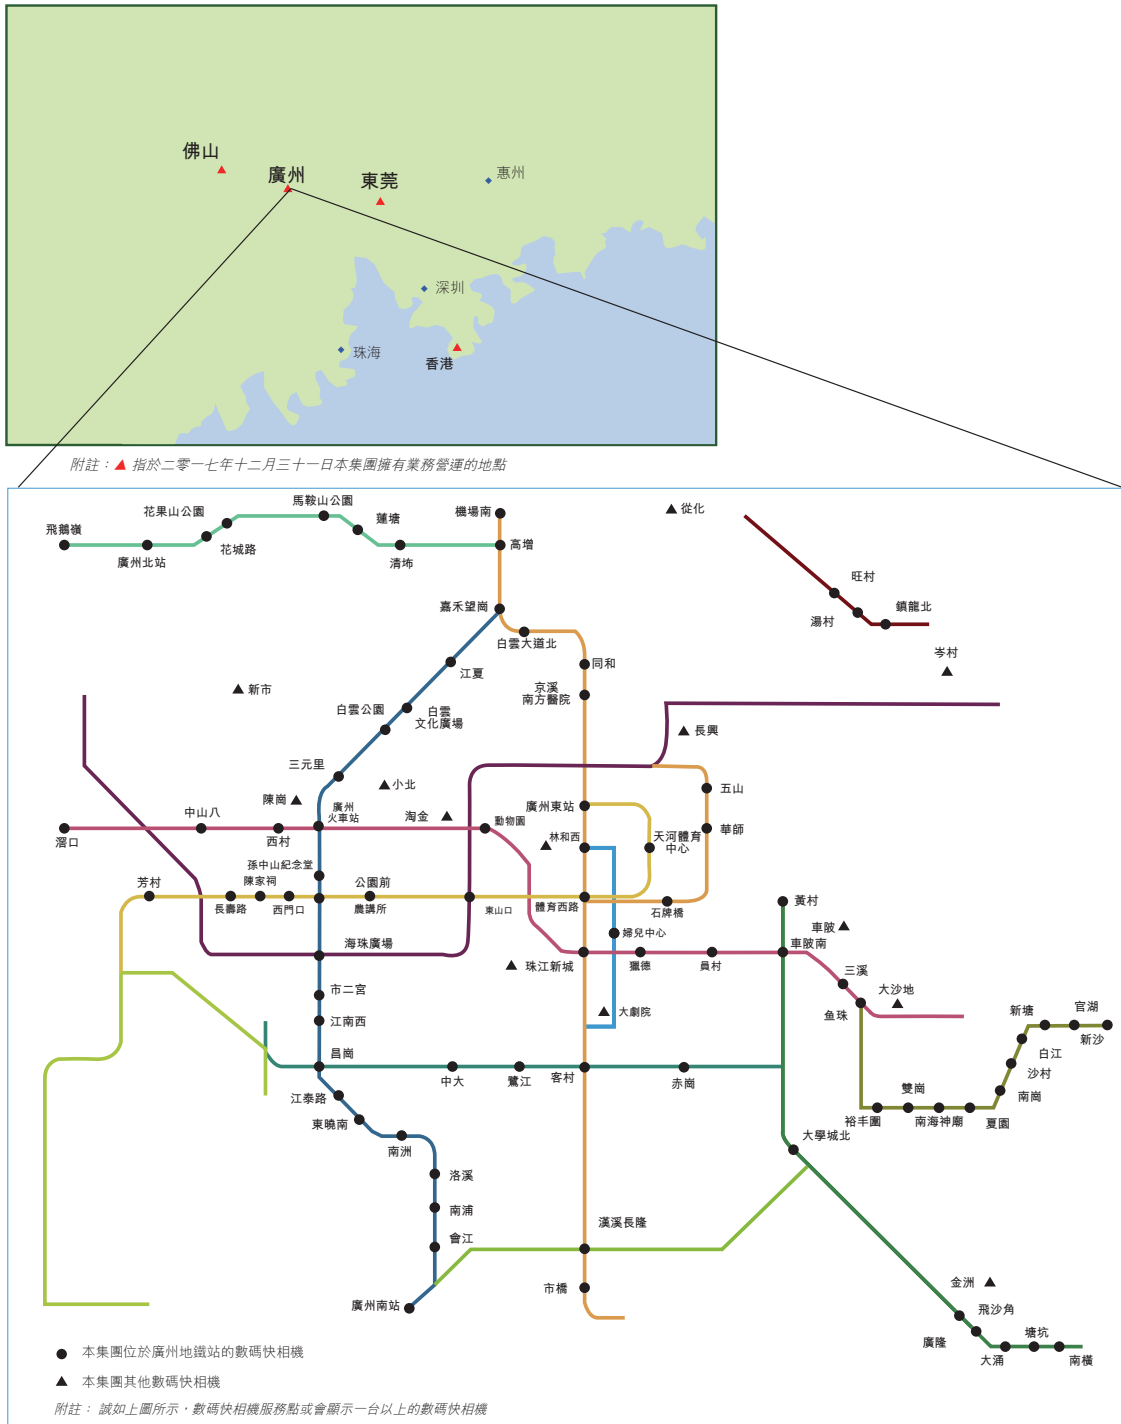 佛山
廣州
東莞
惠州
深圳
珠海
香港
附註：▲ 指於二零一七年十二月三十一日本集團擁有業務營運的地點
馬鞍山公園
花果山公園
機場南
從化
蓮塘
飛鵝嶺
高增
花城路
廣州北站
清㘵
旺村
鎮龍北
嘉禾望崗
湯村
白雲大道北
岑村
同和
江夏
京溪
南方醫院
新市
白雲公園
白雲
文化廣場
長興
三元里
小北
五山
陳崗
廣州
火車站
廣州東站
中山八
淘金
動物園
華師
林和西
天河體育
中心
滘口
西村
孫中山紀念堂
芳村
陳家祠
公園前
長壽路
西門口
農講所
東山口
體育西路
石牌橋
黃村
車陂
婦兒中心
海珠廣場
車陂南
珠江新城
獵德
員村
三溪
市二宮
大沙地
江南西
大劇院
鱼珠
新塘
官湖
昌崗
白江
新沙
中大
鷺江
客村
赤崗
沙村
江泰路
雙崗
南崗
東曉南
裕丰圍
南海神廟
夏園
南洲
大學城北
洛溪
南浦
漢溪長隆
會江
市橋
金洲
廣州南站
飛沙角
廣隆
塘坑
大涌
南橫
本集團位於廣州地鐵站的數碼快相機
本集團其他數碼快相機
附註： 誠如上圖所示，數碼快相機服務點或會顯示一台以上的數碼快相機